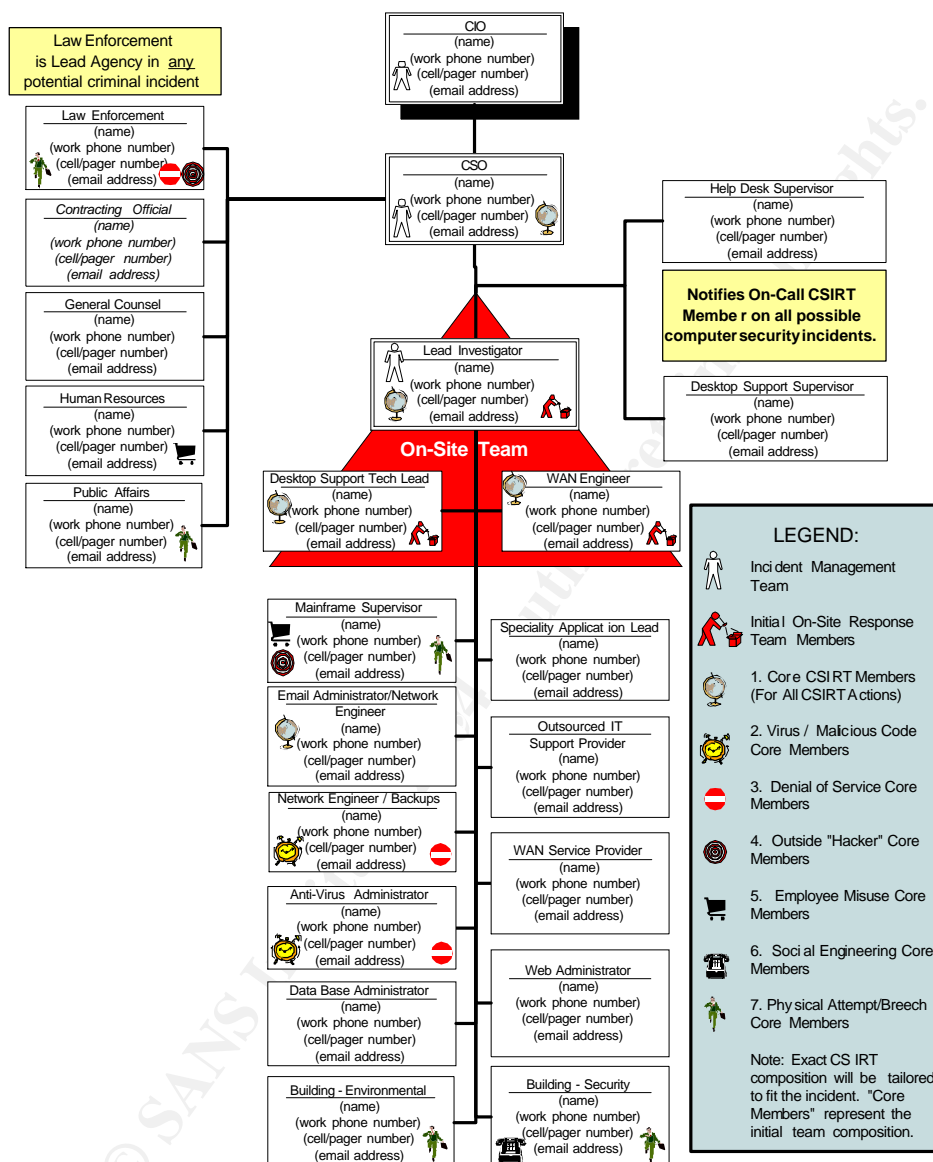 CIO
(name)
(work phone number)
(cell/pager number)
(email address)
Law Enforcement
is Lead Agency in any
potential criminal incident
Law Enforcement
(name)
(work phone number)
(cell/pager number)
(email address)
CSO
(name)
(work phone number)
(cell/pager number)
(email address)
Help Desk Supervisor
(name)
(work phone number)
(cell/pager number)
(email address)
Contracting Official
(name)
(work phone number)
(cell/pager number)
(email address)
General Counsel
(name)
(work phone number)
(cell/pager number)
(email address)
Notifies On-Call CSIRT
Membe r on all possible
computer security incidents.
Lead Investigator
(name)
(work phone number)
(cell/pager number)
(email address)
Desktop Support Supervisor
(name)
(work phone number)
(cell/pager number)
(email address)
Human Resources
(name)
(work phone number)
(cell/pager number)
(email address)
On-Site Team
Public Affairs
(name)
(work phone number)
(cell/pager number)
(email address)
Desktop Support Tech Lead
(name)
(work phone number)
(cell/pager number)
(email address)
WAN Engineer
(name)
(work phone number)
(cell/pager number)
(email address)
Mainframe Supervisor
(name)
(work phone number)
(cell/pager number)
(email address)
Speciality Applicat ion Lead
(name)
(work phone number)
(cell/pager number)
(email address)
Email Administrator/Network
Engineer
(name)
(work phone number)
(cell/pager number)
(email address)
Outsourced IT
Support Provider
(name)
(work phone number)
(cell/pager number)
(email address)
Network Engineer / Backups
(name)
(work phone number)
(cell/pager number)
(email address)
WAN Service Provider
(name)
(work phone number)
(cell/pager number)
(email address)
Anti-Virus Administrator
(name)
(work phone number)
(cell/pager number)
(email address)
Web Administrator
(name)
(work phone number)
(cell/pager number)
(email address)
Data Base Administrator
(name)
(work phone number)
(cell/pager number)
(email address)
Building - Environmental
(name)
(work phone number)
(cell/pager number)
(email address)
Building - Security
(name)
(work phone number)
(cell/pager number)
(email address)
LEGEND:
Inci dent Management
Team
Initia l On-Site Response
Team Members
1. Cor e CSI RT Members
(For All CSIRT A ctions)
2. Virus / Malicious Code
Core Members
3. Denial of Service Core
Members
4. Outside "Hacker" Core
Members
5. Employee Misuse Core
Members
6. Soci al Engineering Core
Members
7. Phy sical Attempt/Breech
Core Members
Note: Exact CS IRT
composition will be tailored
to fit the incident. "Core
Members" represent the
initial team composition.
© SANS In